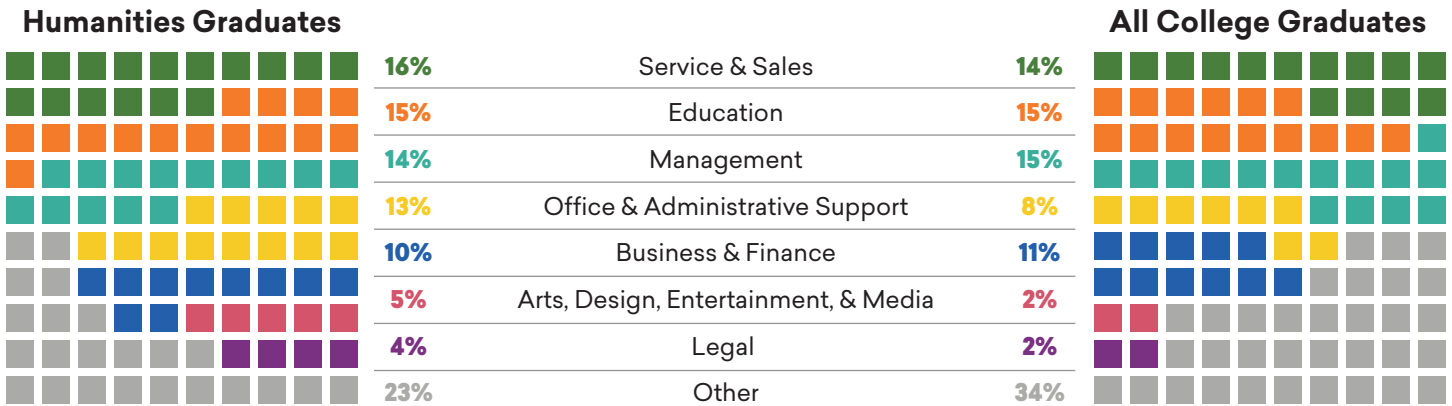 Humanities Graduates
All College Graduates
16% Service & Sales 14%
15% Education 15%
14% Management 15%
13% Office & Administrative Support 8%
10% Business & Finance 11%
5% Arts, Design, Entertainment, & Media 2%
4% Legal 2%
23% Other 34%